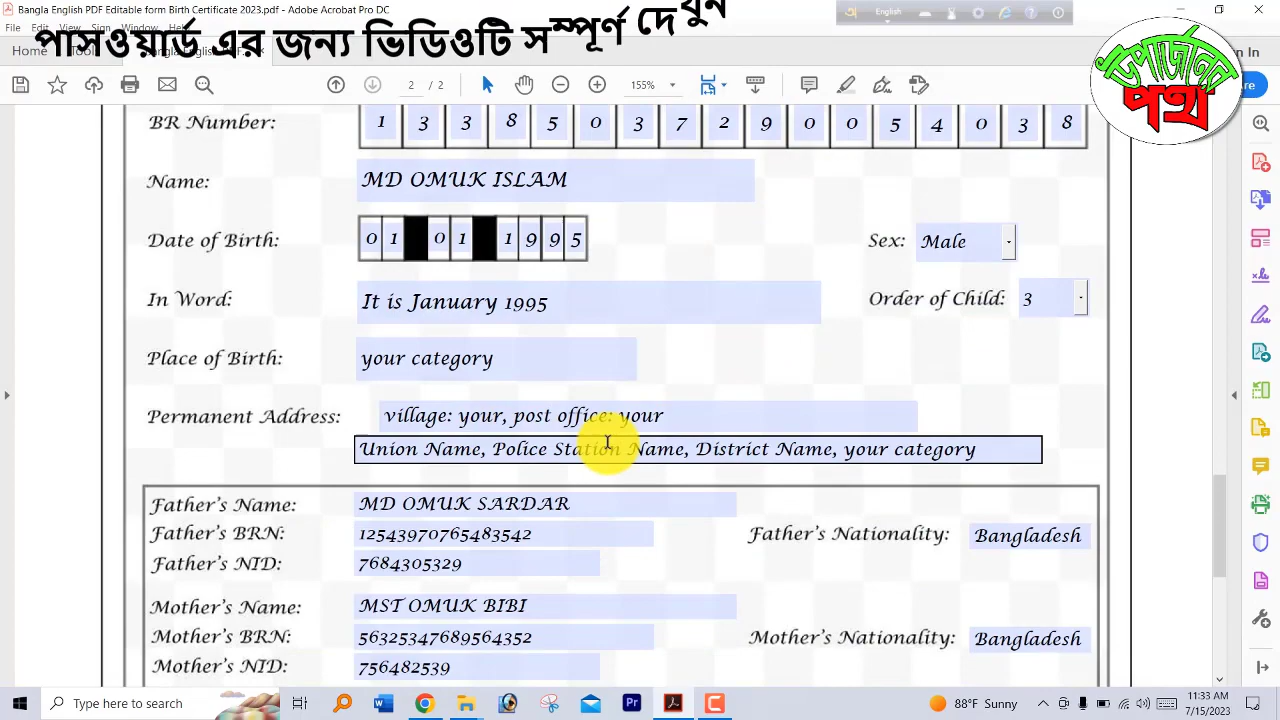 Bangla English PDF Editable form Birth Certificate 2023.pdf - Adobe Acrobat Pro DC
English
File Edit View Sign Window Help
পাসওয়ার্ড এর জন্য ভিডিওটি সম্পূর্ণ দেখুন
Home
উপার্জনের
পথ
2 / 2
155%
BR Number: 1 3 3 8 5 0 3 7 2 9 0 0 5 4 0 3 8
Name: MD OMUK ISLAM
Date of Birth: 0 1 0 1 1 9 9 5 Sex: Male
In Word: It is January 1995 Order of Child: 3
Place of Birth: your category
Permanent Address: village: your, post office: your
Union Name, Police Station Name, District Name, your category
Father's Name: MD OMUK SARDAR
Father's BRN: 12543970765483542 Father's Nationality: Bangladesh
Father's NID: 7684305329
Mother's Name: MST OMUK BIBI
Mother's BRN: 56325347689564352 Mother's Nationality: Bangladesh
Mother's NID: 756482539
Type here to search
88°F Sunny
11:33 AM
7/15/2023